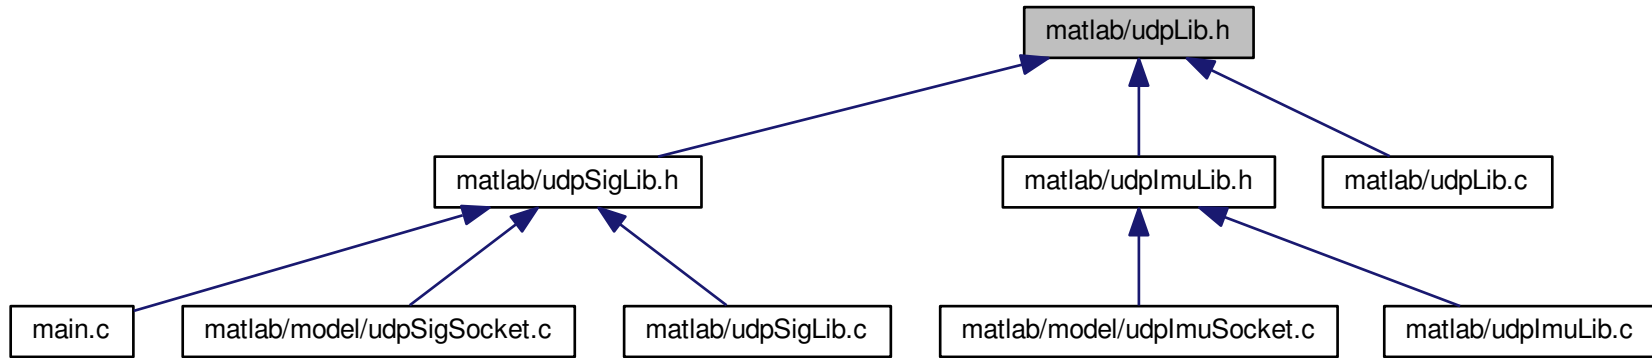 matlab/udpLib.h
matlab/udpSigLib.h
matlab/udpImuLib.h
matlab/udpLib.c
main.c
matlab/model/udpSigSocket.c
matlab/udpSigLib.c
matlab/model/udpImuSocket.c
matlab/udpImuLib.c